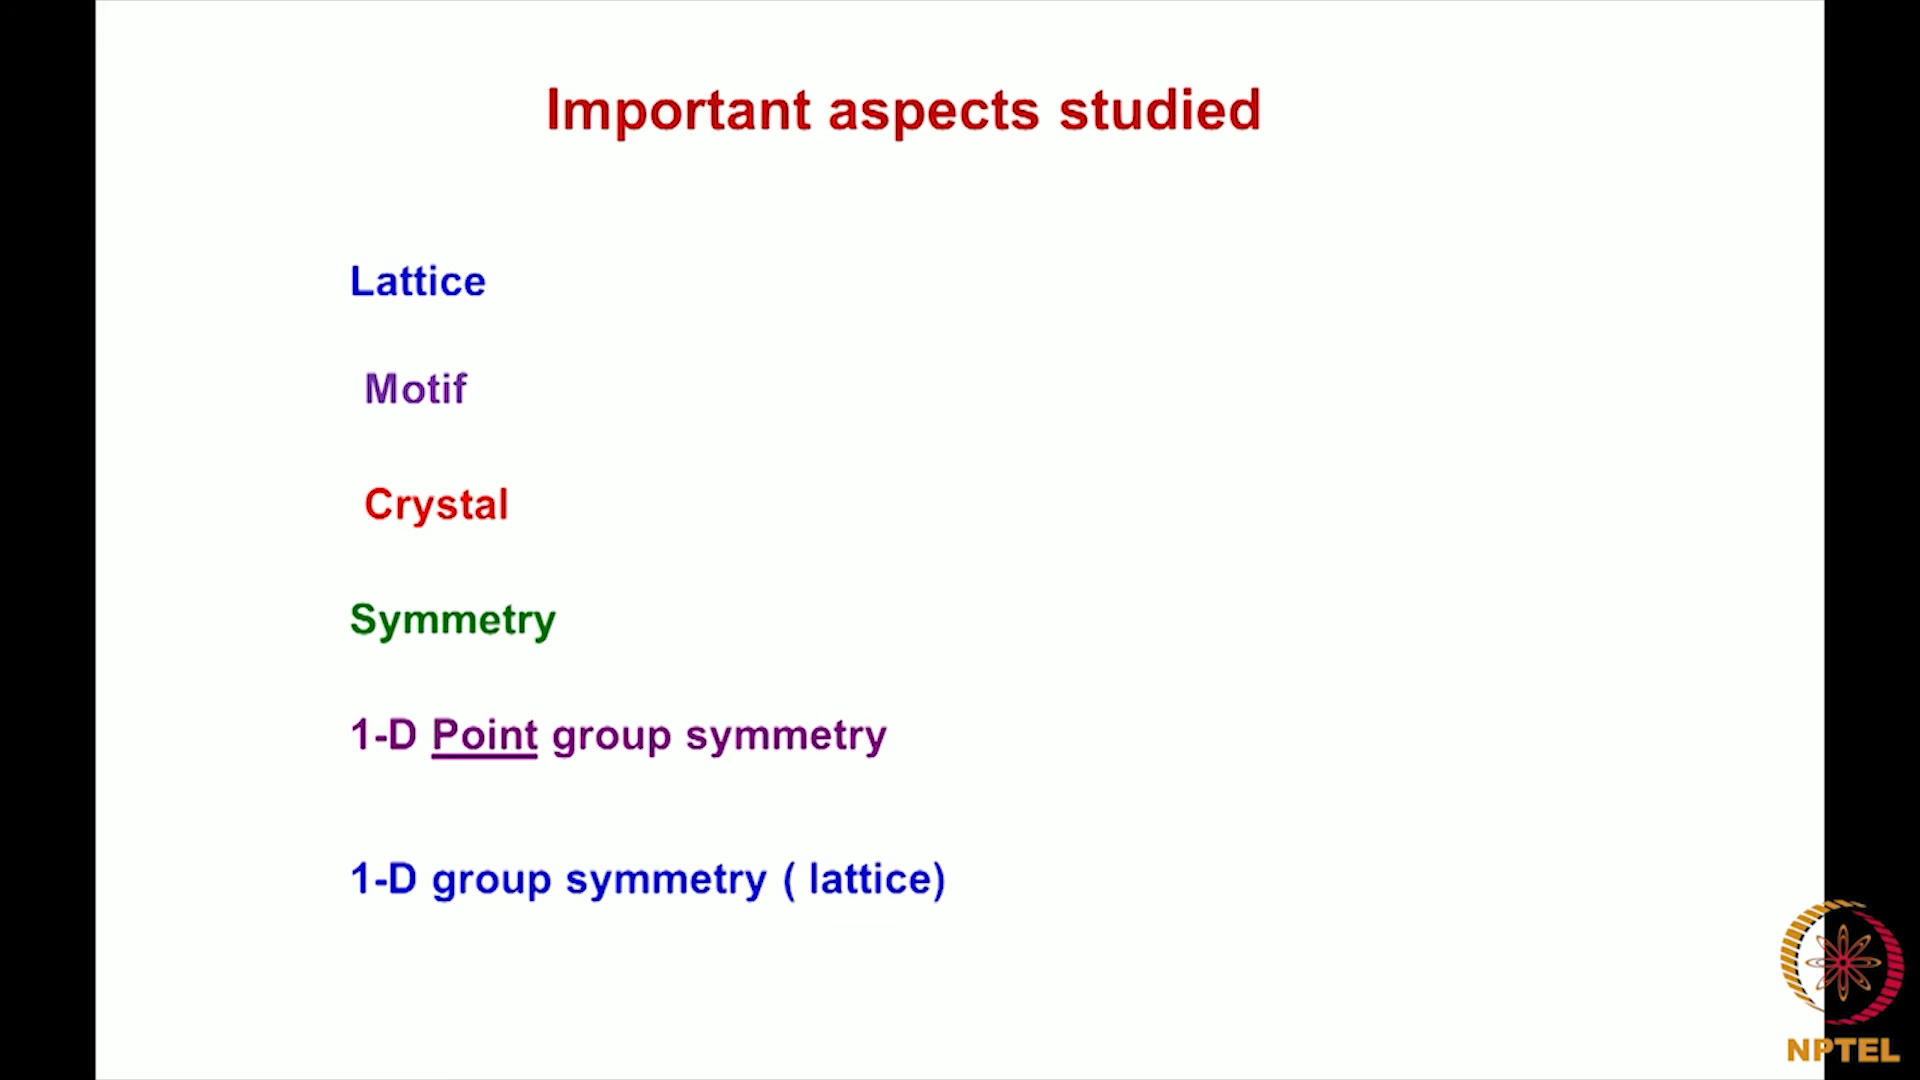 Important aspects studied
Lattice
Motif
Crystal
Symmetry
1-D Point group symmetry
1-D group symmetry ( lattice)
NPTEL